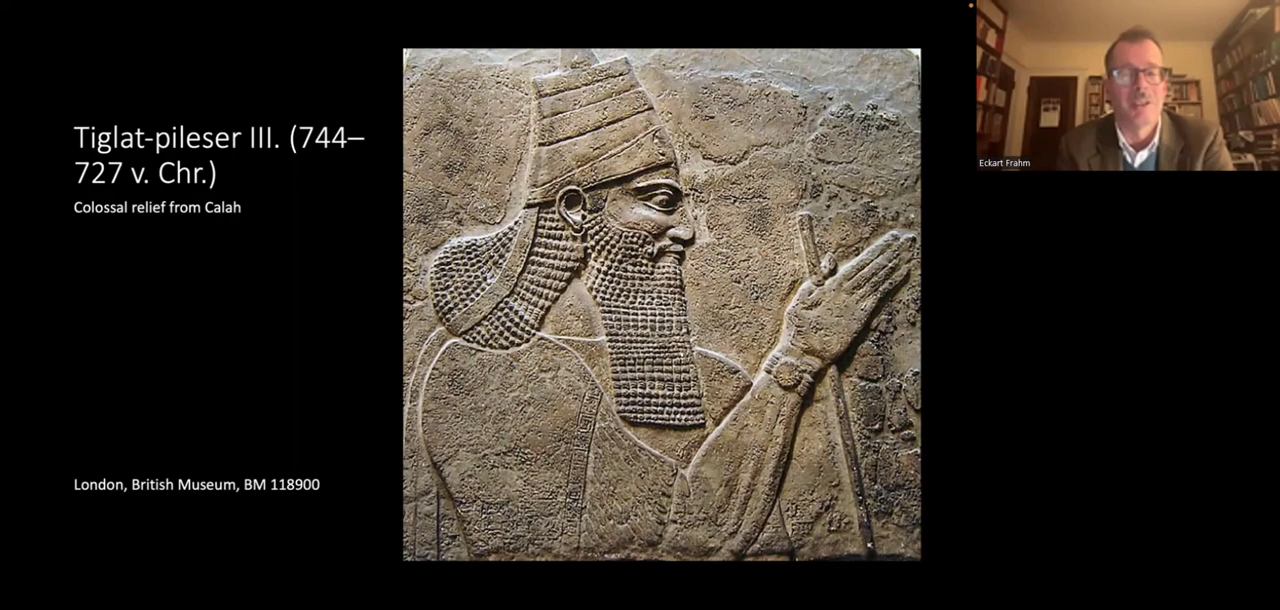 Tiglat-pileser III. (744–
727 v. Chr.)
Colossal relief from Calah
London, British Museum, BM 118900
Eckart Frahm